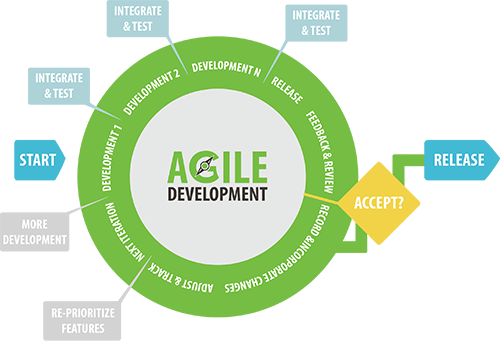 INTEGRATE
& TEST
INTEGRATE
& TEST
INTEGRATE
& TEST
START
DEVELOPMENT 1
DEVELOPMENT 2
DEVELOPMENT N
RELEASE
FEEDBACK & REVIEW
ACCEPT?
RELEASE
RECORD & INCORPORATE CHANGES
ADJUST & TRACK
NEXT ITERATION
AGILE
DEVELOPMENT
MORE
DEVELOPMENT
RE-PRIORITIZE
FEATURES